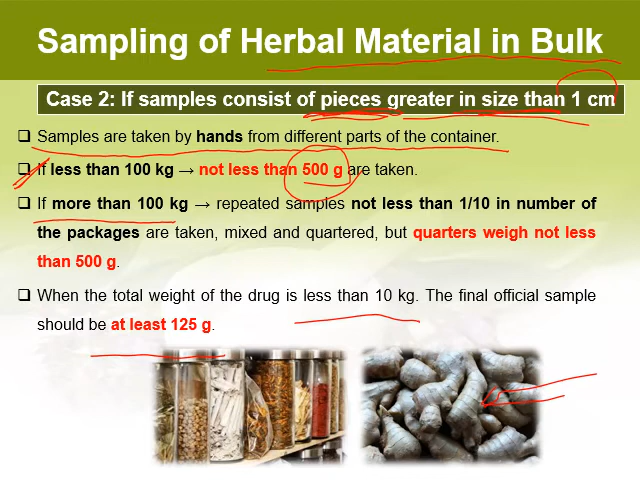 Sampling of Herbal Material in Bulk
Case 2: If samples consist of pieces greater in size than 1 cm
❑ Samples are taken by hands from different parts of the container.
❑ If less than 100 kg → not less than 500 g are taken.
❑ If more than 100 kg → repeated samples not less than 1/10 in number of
the packages are taken, mixed and quartered, but quarters weigh not less
than 500 g.
❑ When the total weight of the drug is less than 10 kg. The final official sample
should be at least 125 g.